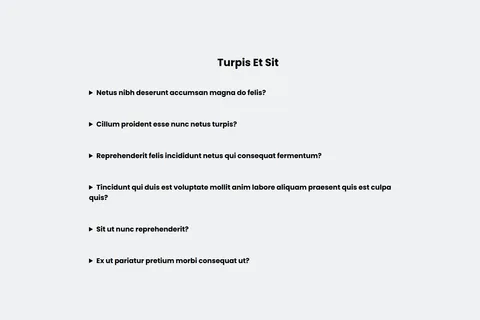 Turpis Et Sit
Netus nibh deserunt accumsan magna do felis?
Cillum proident esse nunc netus turpis?
Reprehenderit felis incididunt netus qui consequat fermentum?
Tincidunt qui duis est voluptate mollit anim labore aliquam praesent quis est culpa
quis?
Sit ut nunc reprehenderit?
Ex ut pariatur pretium morbi consequat ut?